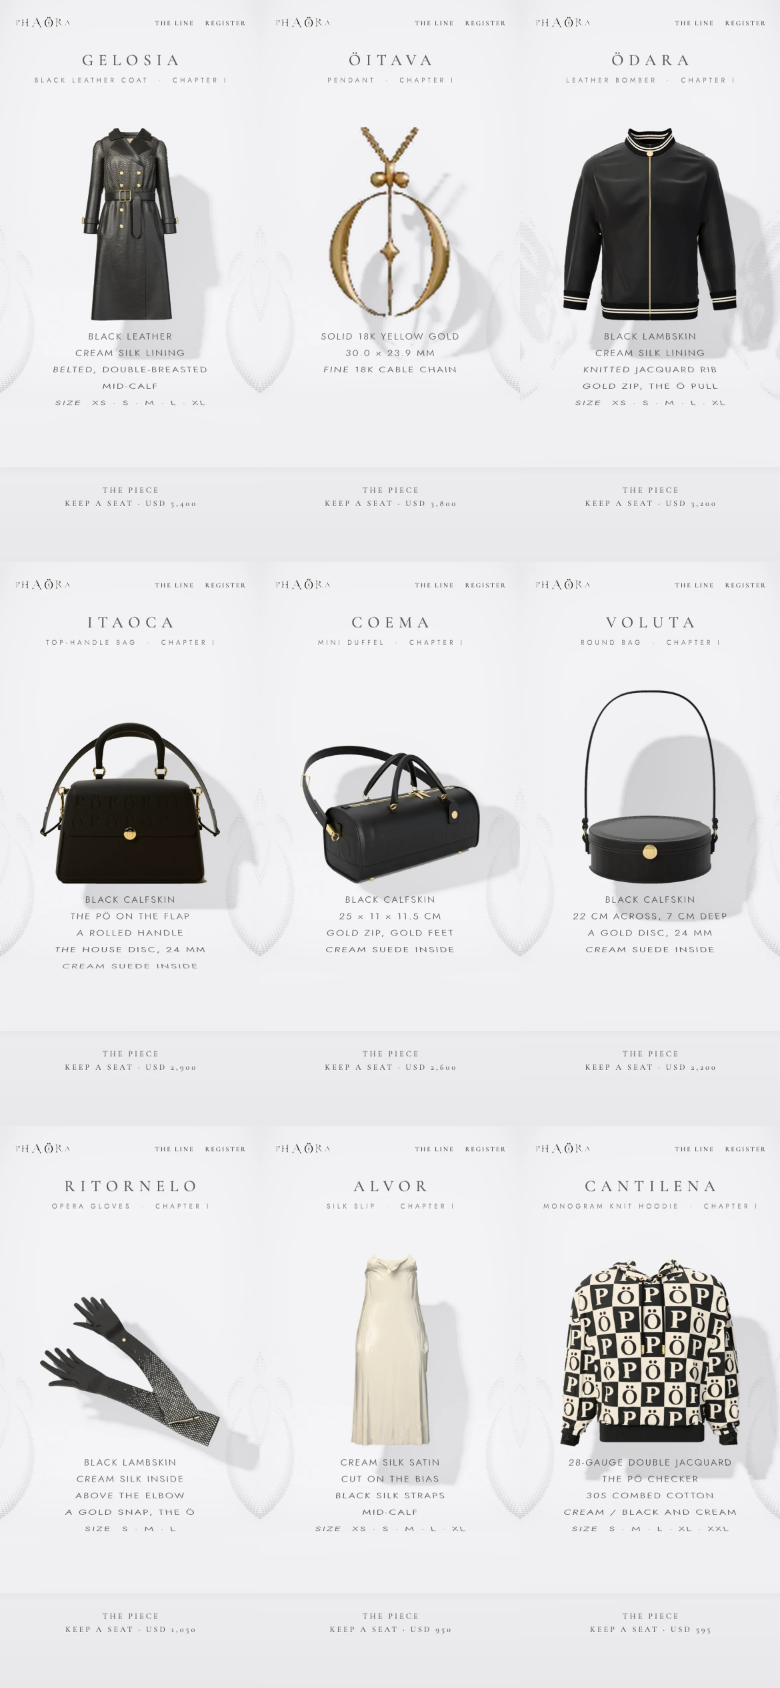 PHAÖRA THE LINE REGISTER
GELOSIA
BLACK LEATHER COAT · CHAPTER I
BLACK LEATHER
CREAM SILK LINING
BELTED, DOUBLE-BREASTED
MID-CALF
SIZE XS · S · M · L · XL
THE PIECE
KEEP A SEAT · USD 3,400
PHAÖRA THE LINE REGISTER
ÖITAVA
PENDANT · CHAPTER I
SOLID 18K YELLOW GOLD
30.0 × 23.9 MM
FINE 18K CABLE CHAIN
THE PIECE
KEEP A SEAT · USD 3,800
PHAÖRA THE LINE REGISTER
ÖDARA
LEATHER BOMBER · CHAPTER I
BLACK LAMBSKIN
CREAM SILK LINING
KNITTED JACQUARD RIB
GOLD ZIP, THE Ö PULL
SIZE XS · S · M · L · XL
THE PIECE
KEEP A SEAT · USD 3,200
PHAÖRA THE LINE REGISTER
ITAOCA
TOP-HANDLE BAG · CHAPTER I
BLACK CALFSKIN
THE PÖ ON THE FLAP
A ROLLED HANDLE
THE HOUSE DISC, 24 MM
CREAM SUEDE INSIDE
THE PIECE
KEEP A SEAT · USD 2,900
PHAÖRA THE LINE REGISTER
COEMA
MINI DUFFEL · CHAPTER I
BLACK CALFSKIN
25 × 11 × 11.5 CM
GOLD ZIP, GOLD FEET
CREAM SUEDE INSIDE
THE PIECE
KEEP A SEAT · USD 2,600
PHAÖRA THE LINE REGISTER
VOLUTA
ROUND BAG · CHAPTER I
BLACK CALFSKIN
22 CM ACROSS, 7 CM DEEP
A GOLD DISC, 24 MM
CREAM SUEDE INSIDE
THE PIECE
KEEP A SEAT · USD 2,200
PHAÖRA THE LINE REGISTER
RITORNELO
OPERA GLOVES · CHAPTER I
BLACK LAMBSKIN
CREAM SILK INSIDE
ABOVE THE ELBOW
A GOLD SNAP, THE Ö
SIZE S · M · L
THE PIECE
KEEP A SEAT · USD 1,050
PHAÖRA THE LINE REGISTER
ALVOR
SILK SLIP · CHAPTER I
CREAM SILK SATIN
CUT ON THE BIAS
BLACK SILK STRAPS
MID-CALF
SIZE XS · S · M · L · XL
THE PIECE
KEEP A SEAT · USD 950
PHAÖRA THE LINE REGISTER
CANTILENA
MONOGRAM KNIT HOODIE · CHAPTER I
28-GAUGE DOUBLE JACQUARD
THE PÖ CHECKER
30S COMBED COTTON
CREAM / BLACK AND CREAM
SIZE S · M · L · XL · XXL
THE PIECE
KEEP A SEAT · USD 595